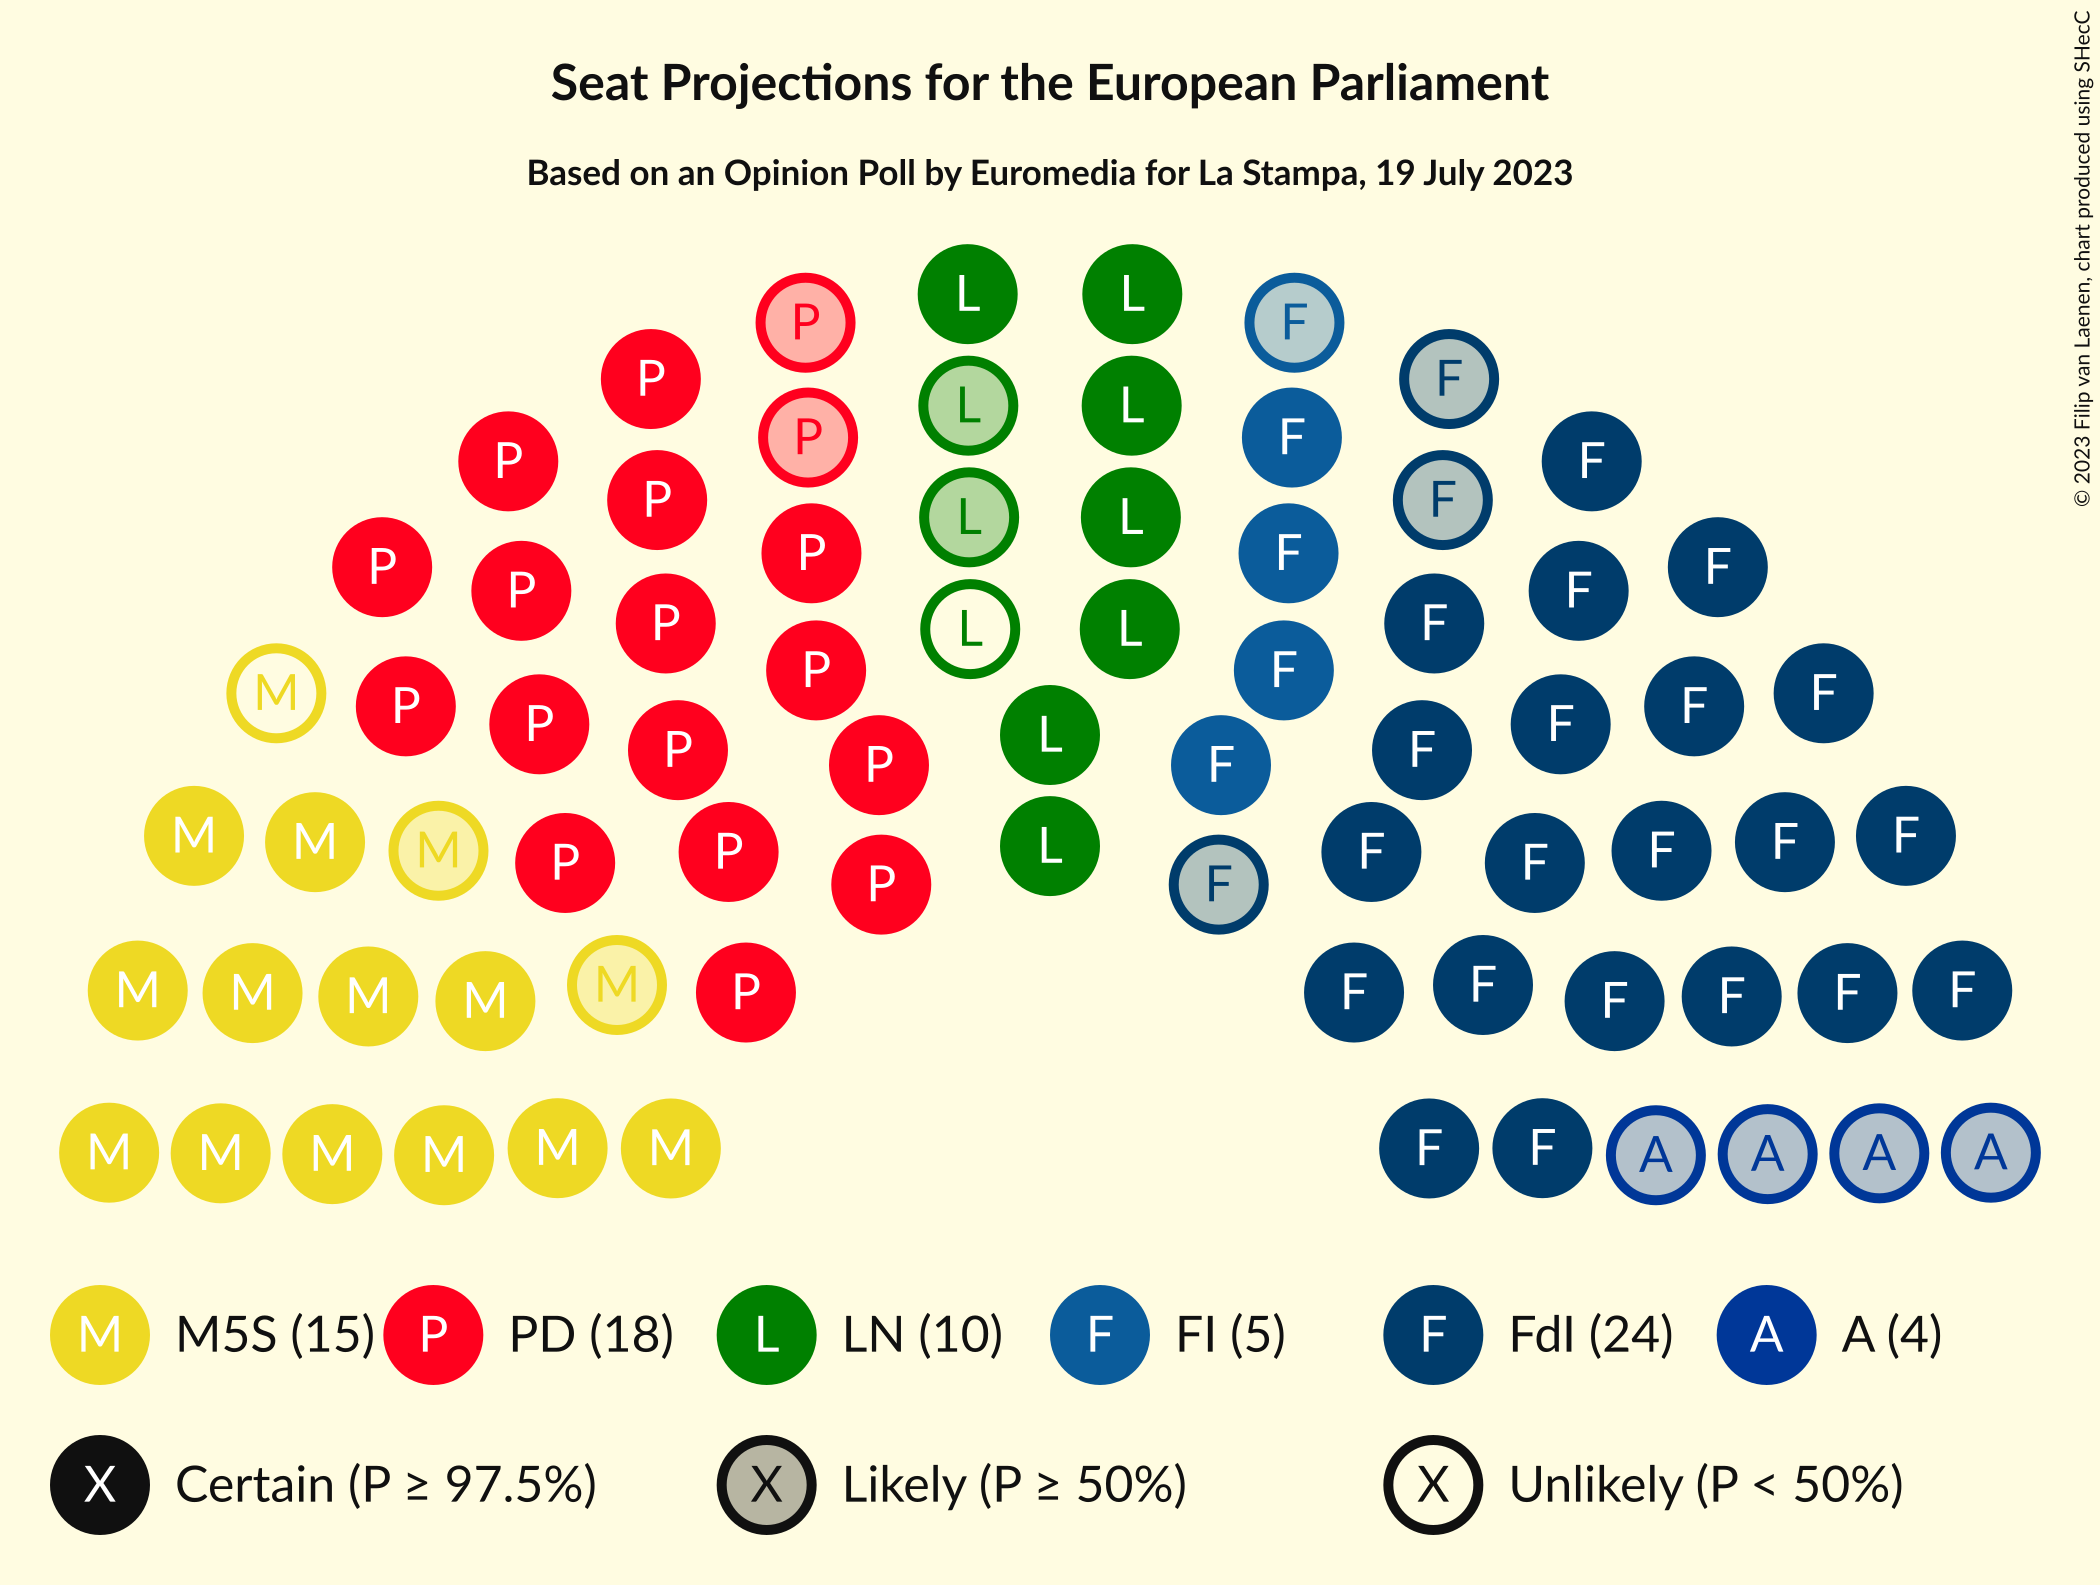 Seat Projections for the European Parliament
Based on an Opinion Poll by Euromedia for La Stampa, 19 July 2023
© 2023 Filip van Laenen, chart produced using SHecC
L L
P F
P F
L L
P F
P F
P P F F
L L
P P F F
P P F F
L L
P P F F
M P P P F F F F
L
P P F F
M M M P P P L F F F F F F
M M M M M P F F F F F F
M M M M M M F F A A A A
M M5S (15) P PD (18) L LN (10) F FI (5) F FdI (24) A A (4)
X Certain (P ≥ 97.5%) X Likely (P ≥ 50%) X Unlikely (P < 50%)